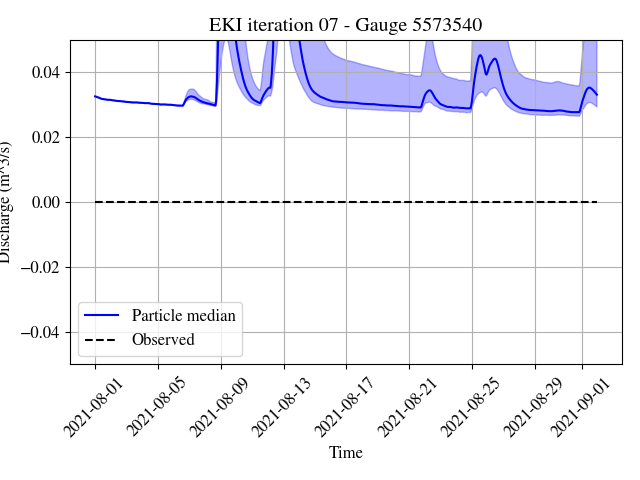 EKI iteration 07 - Gauge 5573540
Discharge (m^3/s)
0.04
0.02
0.00
−0.02
−0.04
Particle median
Observed
2021-08-01
2021-08-05
2021-08-09
2021-08-13
2021-08-17
2021-08-21
2021-08-25
2021-08-29
2021-09-01
Time